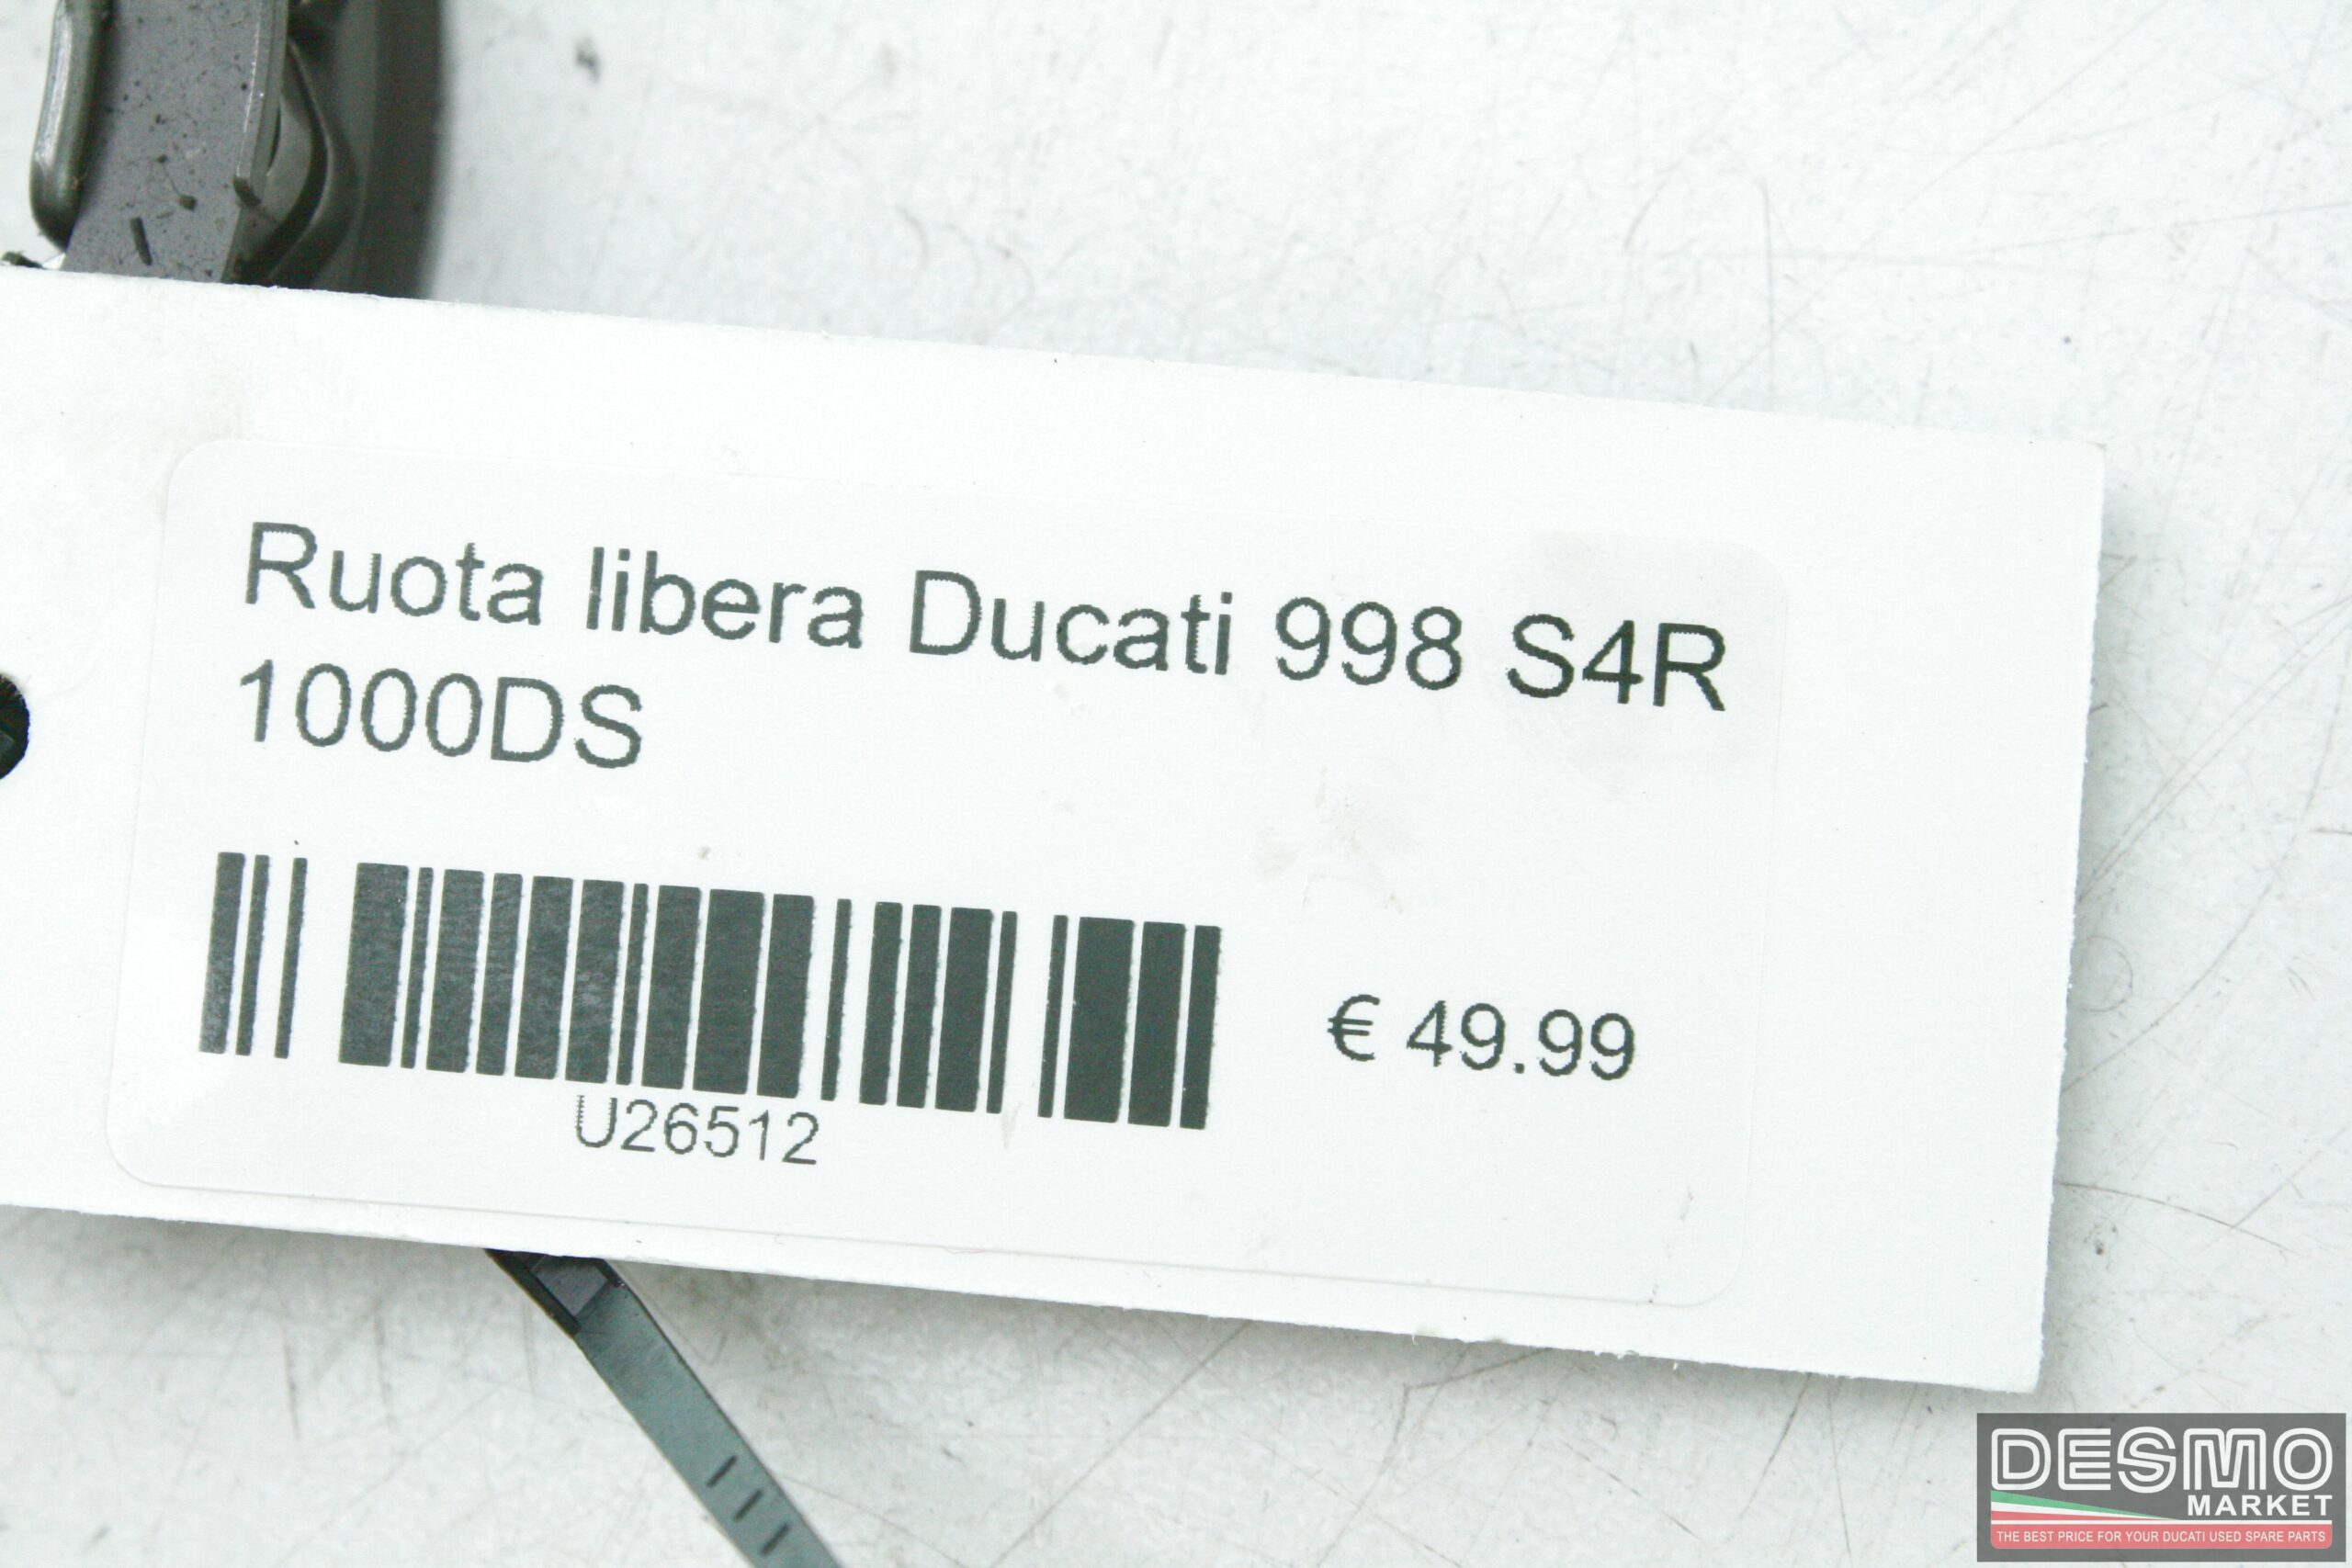 Ruota libera Ducati 998 S4R
1000DS
€ 49.99
U26512
DESMO
MARKET
THE BEST PRICE FOR YOUR DUCATI USED SPARE PARTS